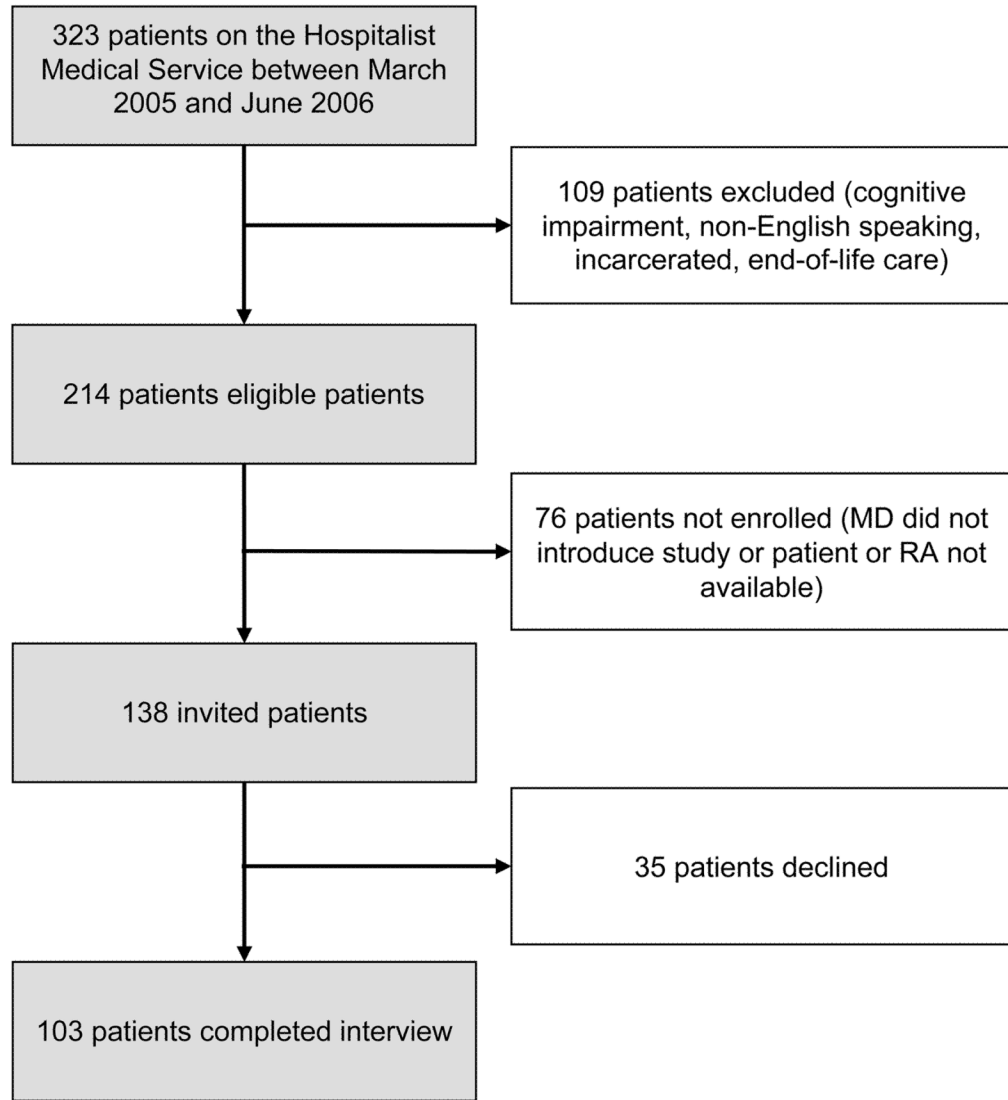 323 patients on the Hospitalist
Medical Service between March
2005 and June 2006
109 patients excluded (cognitive
impairment, non-English speaking,
incarcerated, end-of-life care)
214 patients eligible patients
76 patients not enrolled (MD did not
introduce study or patient or RA not
available)
138 invited patients
35 patients declined
103 patients completed interview